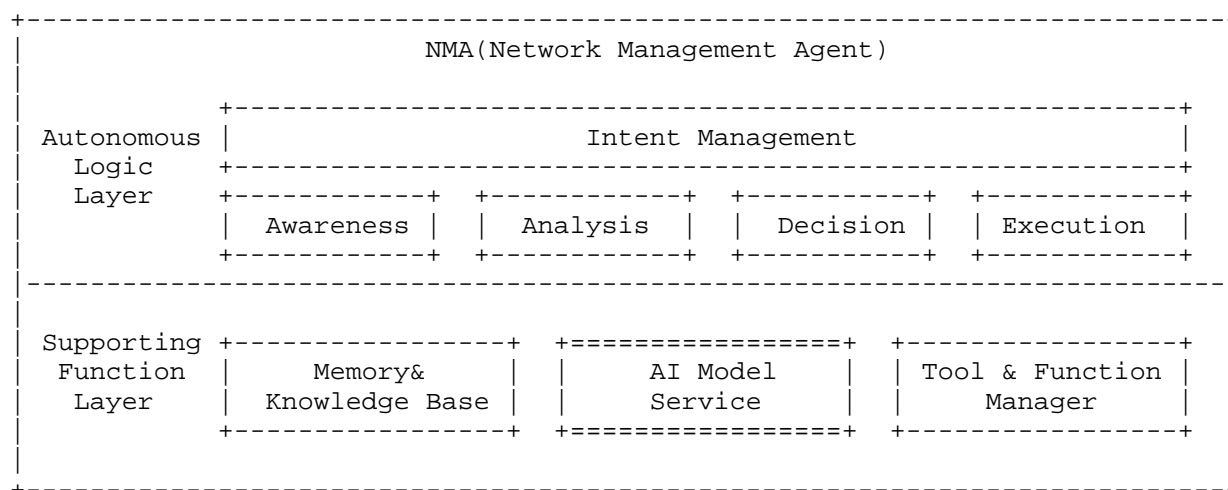 NMA(Network Management Agent)
Autonomous Intent Management
Logic
Layer
Awareness Analysis Decision Execution
Supporting
Function Memory& AI Model Tool & Function
Layer Knowledge Base Service Manager